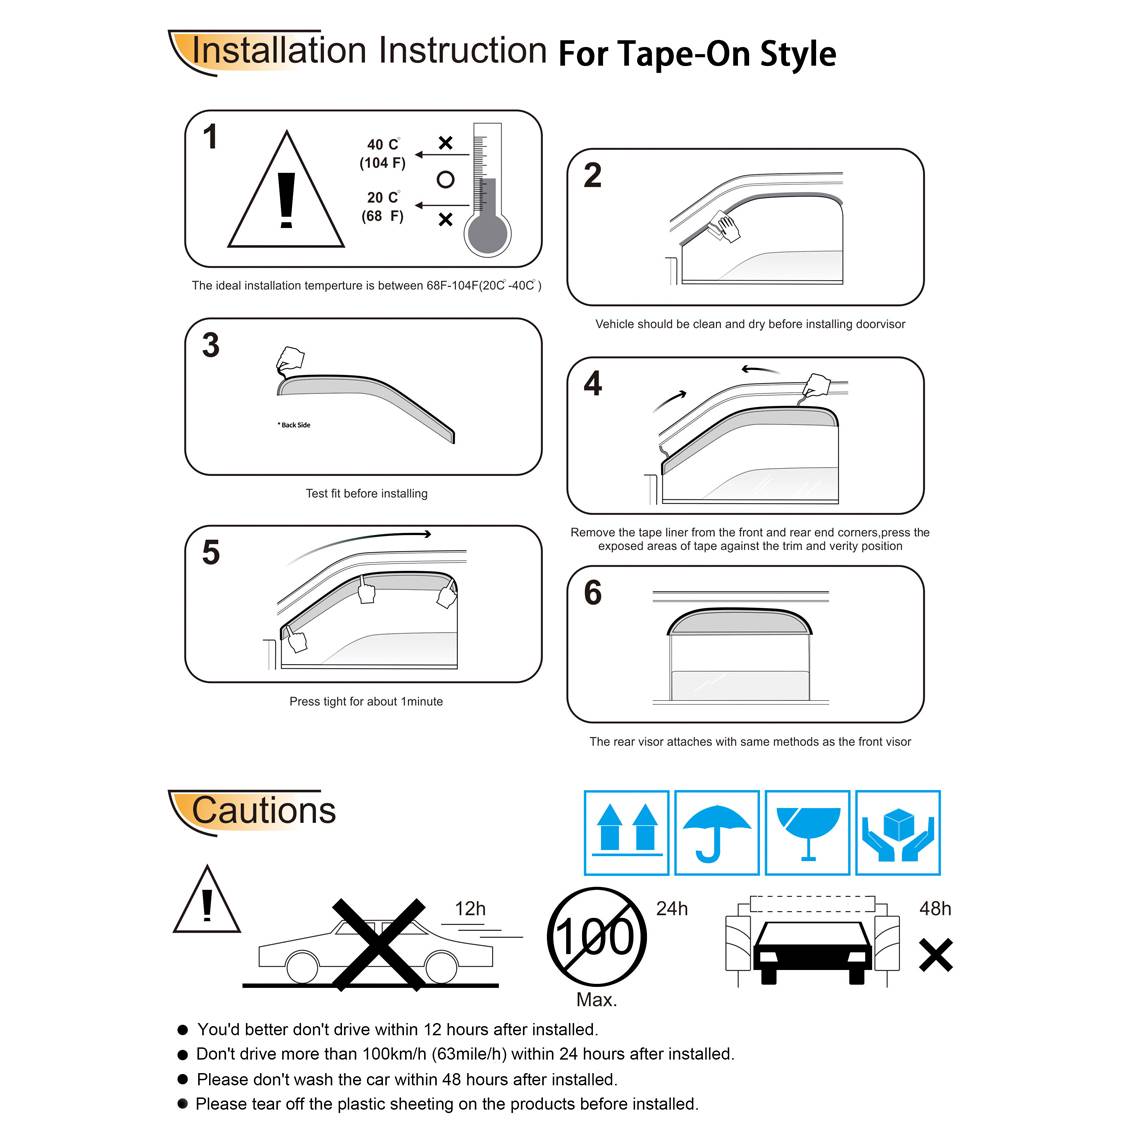 Installation Instruction For Tape-On Style
1
40 C°
(104 F)
20 C°
(68 F)
The ideal installation temperture is between 68F-104F(20C°-40C°)
2
Vehicle should be clean and dry before installing doorvisor
3
* Back Side
Test fit before installing
4
Remove the tape liner from the front and rear end corners,press the
exposed areas of tape against the trim and verity position
5
Press tight for about 1minute
6
The rear visor attaches with same methods as the front visor
Cautions
12h
100
24h
Max.
48h
You'd better don't drive within 12 hours after installed.
Don't drive more than 100km/h (63mile/h) within 24 hours after installed.
Please don't wash the car within 48 hours after installed.
Please tear off the plastic sheeting on the products before installed.